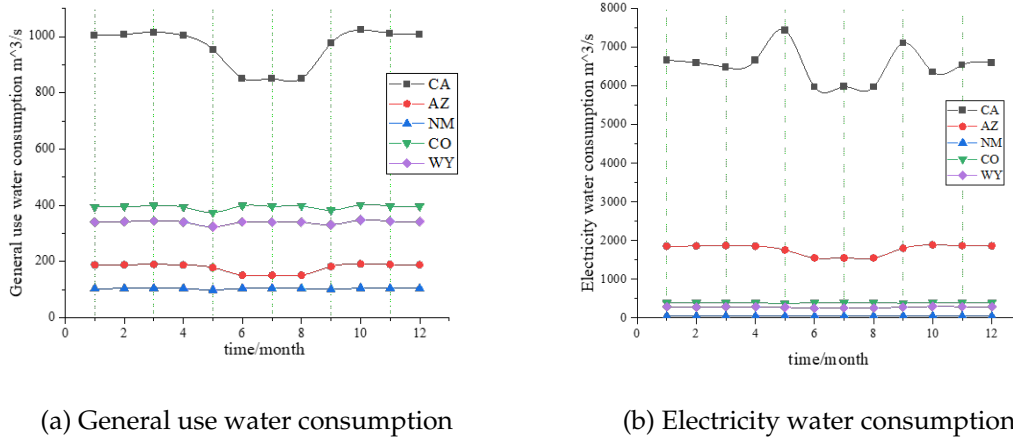 General use water consumption m^3/s
1000
800
600
400
200
0
0 2 4 6 8 10 12
time/month
CA
AZ
NM
CO
WY
Electricity water consumption m^3/s
8000
7000
6000
5000
4000
3000
2000
1000
0
0 2 4 6 8 10 12
time/month
CA
AZ
NM
CO
WY
(a) General use water consumption
(b) Electricity water consumption